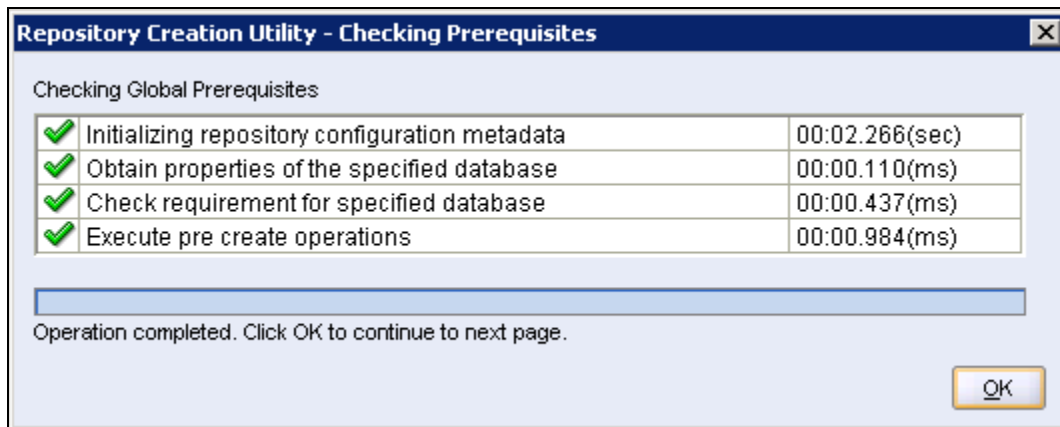 Repository Creation Utility - Checking Prerequisites
Checking Global Prerequisites
Initializing repository configuration metadata 00:02.266(sec)
Obtain properties of the specified database 00:00.110(ms)
Check requirement for specified database 00:00.437(ms)
Execute pre create operations 00:00.984(ms)
Operation completed. Click OK to continue to next page.
OK